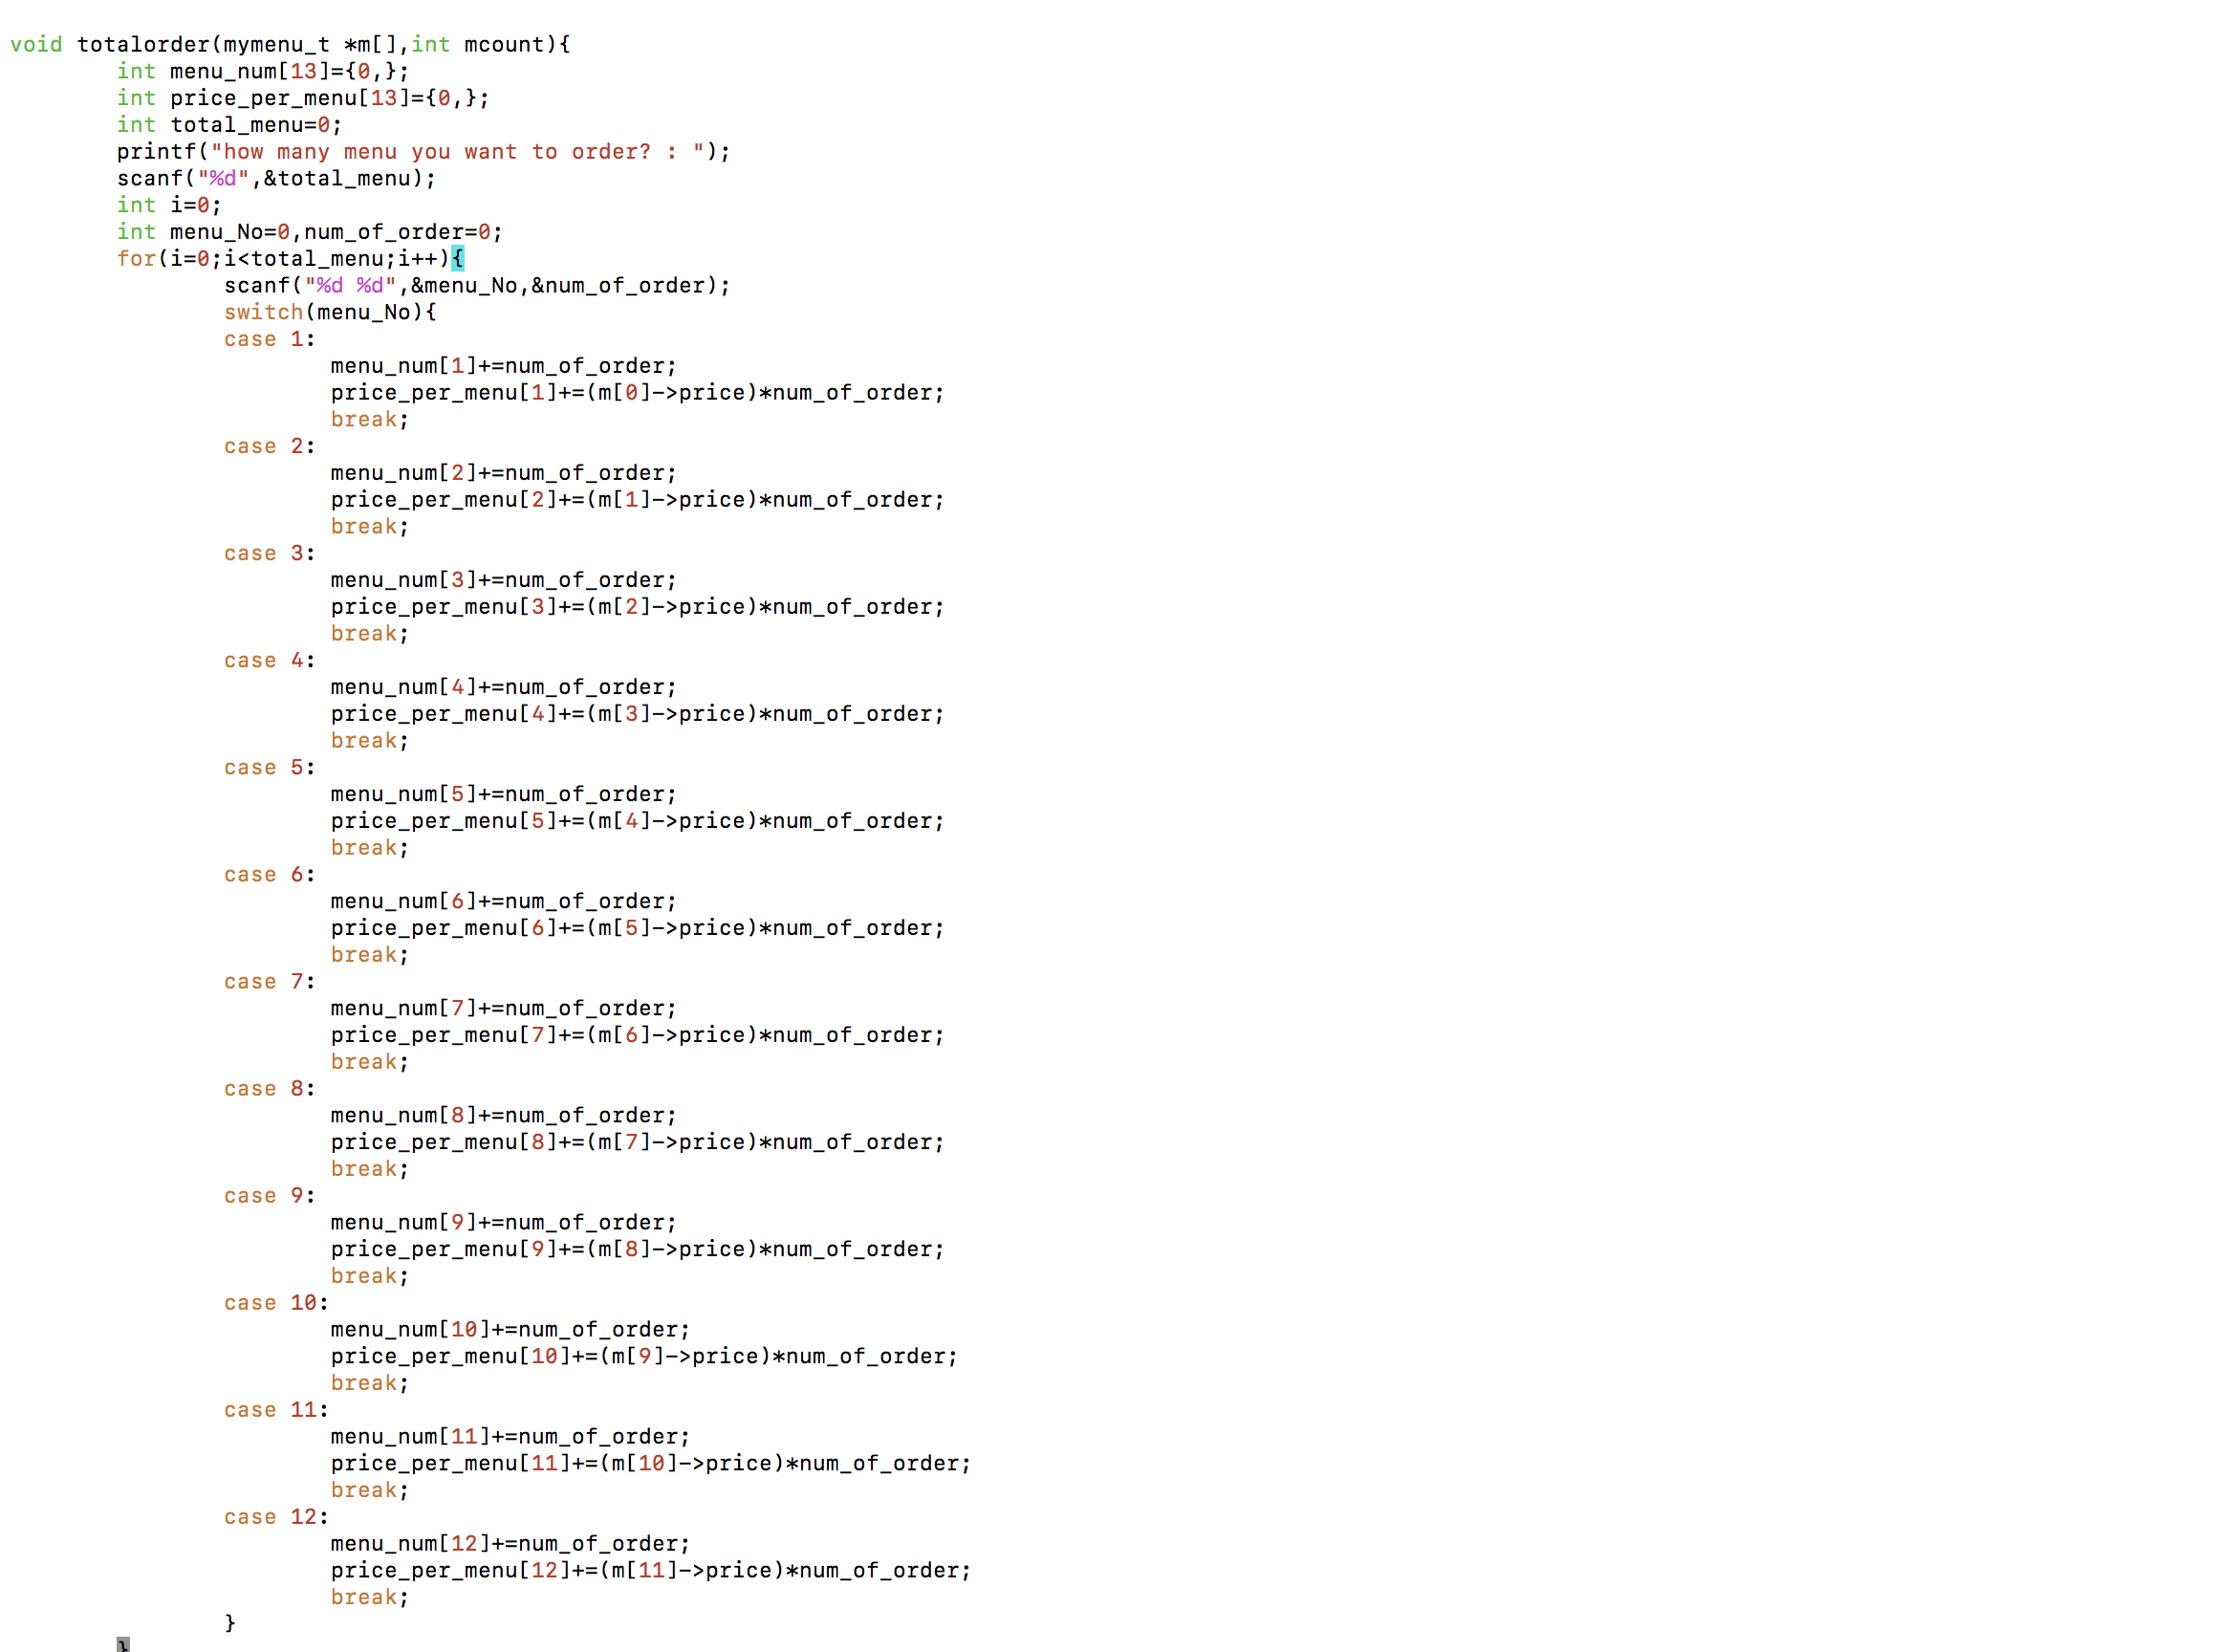 void totalorder(mymenu_t *m[],int mcount){
int menu_num[13]={0,};
int price_per_menu[13]={0,};
int total_menu=0;
printf("how many menu you want to order? : ");
scanf("%d",&total_menu);
int i=0;
int menu_No=0,num_of_order=0;
for(i=0;i<total_menu;i++){
scanf("%d %d",&menu_No,&num_of_order);
switch(menu_No){
case 1:
menu_num[1]+=num_of_order;
price_per_menu[1]+=(m[0]->price)*num_of_order;
break;
case 2:
menu_num[2]+=num_of_order;
price_per_menu[2]+=(m[1]->price)*num_of_order;
break;
case 3:
menu_num[3]+=num_of_order;
price_per_menu[3]+=(m[2]->price)*num_of_order;
break;
case 4:
menu_num[4]+=num_of_order;
price_per_menu[4]+=(m[3]->price)*num_of_order;
break;
case 5:
menu_num[5]+=num_of_order;
price_per_menu[5]+=(m[4]->price)*num_of_order;
break;
case 6:
menu_num[6]+=num_of_order;
price_per_menu[6]+=(m[5]->price)*num_of_order;
break;
case 7:
menu_num[7]+=num_of_order;
price_per_menu[7]+=(m[6]->price)*num_of_order;
break;
case 8:
menu_num[8]+=num_of_order;
price_per_menu[8]+=(m[7]->price)*num_of_order;
break;
case 9:
menu_num[9]+=num_of_order;
price_per_menu[9]+=(m[8]->price)*num_of_order;
break;
case 10:
menu_num[10]+=num_of_order;
price_per_menu[10]+=(m[9]->price)*num_of_order;
break;
case 11:
menu_num[11]+=num_of_order;
price_per_menu[11]+=(m[10]->price)*num_of_order;
break;
case 12:
menu_num[12]+=num_of_order;
price_per_menu[12]+=(m[11]->price)*num_of_order;
break;
}
}